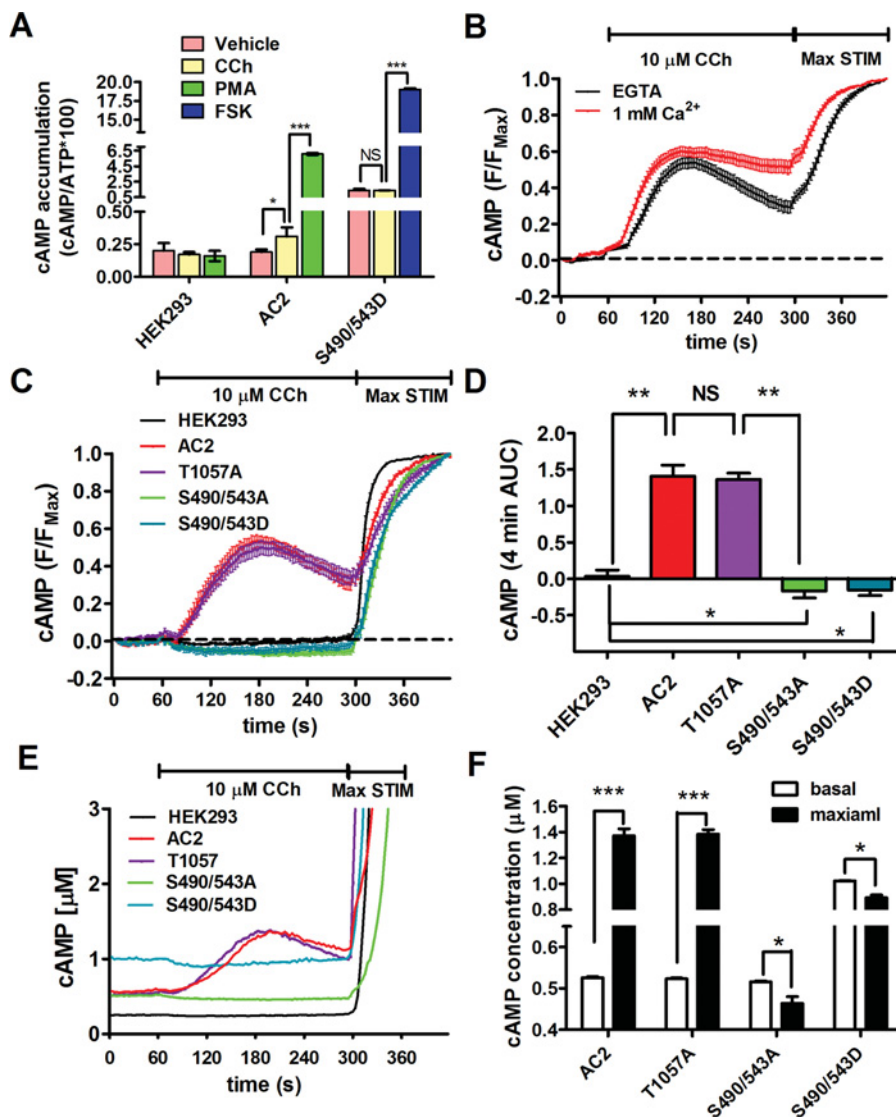 A
Vehicle
CCh
PMA
FSK
cAMP accumulation
(cAMP/ATP*100)
20.0
17.5
15.0
12.5
6.5
4.5
2.5
0.50
0.25
0.00
*
***
NS
***
HEK293
AC2
S490/543D
B
10 μM CCh
Max STIM
EGTA
1 mM Ca²⁺
cAMP (F/F_Max)
1.0
0.8
0.6
0.4
0.2
0.0
-0.2
0
60
120
180
240
300
360
time (s)
C
10 μM CCh
Max STIM
HEK293
AC2
T1057A
S490/543A
S490/543D
cAMP (F/F_Max)
1.0
0.8
0.6
0.4
0.2
0.0
-0.2
0
60
120
180
240
300
360
time (s)
D
**
NS
**
cAMP (4 min AUC)
2.0
1.5
1.0
0.5
0.0
-0.5
*
*
HEK293
AC2
T1057A
S490/543A
S490/543D
E
10 μM CCh
Max STIM
HEK293
AC2
T1057
S490/543A
S490/543D
cAMP [μM]
3
2
1
0
0
60
120
180
240
300
360
time (s)
F
basal
maxiaml
cAMP concentration (μM)
1.6
1.4
1.2
1.0
0.8
0.6
0.5
0.4
***
***
*
*
AC2
T1057A
S490/543A
S490/543D